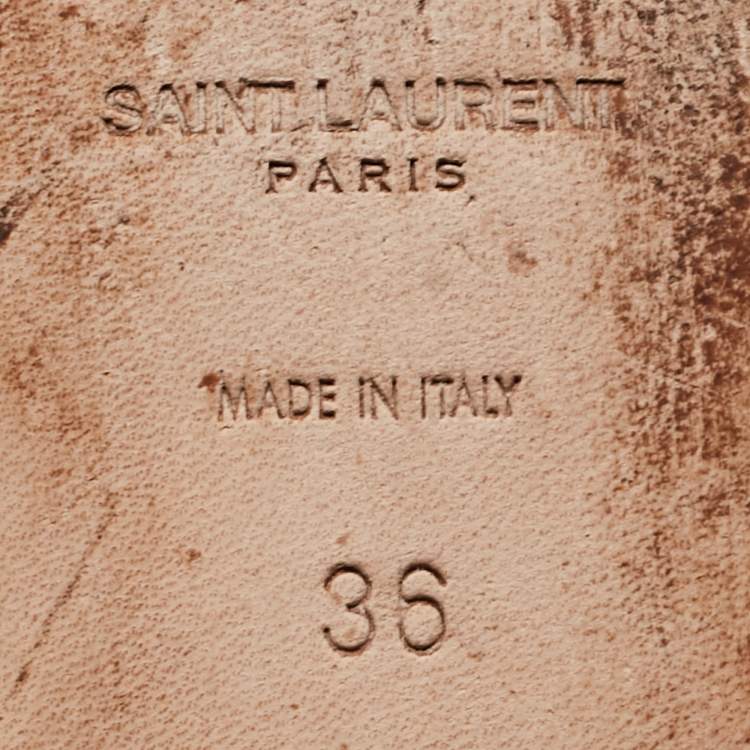 SAINT LAURENT
PARIS
MADE IN ITALY
36